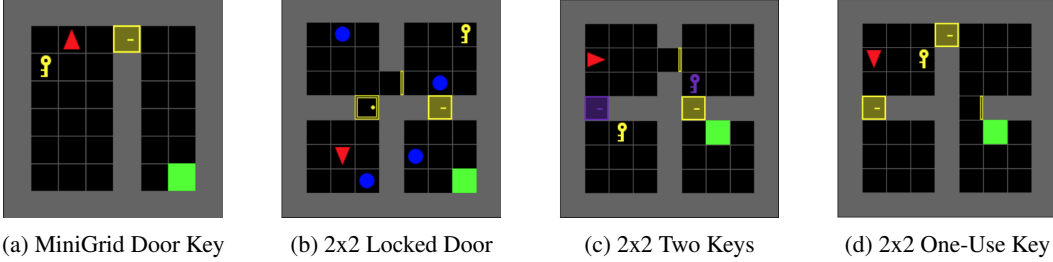 (a) MiniGrid Door Key
(b) 2x2 Locked Door
(c) 2x2 Two Keys
(d) 2x2 One-Use Key